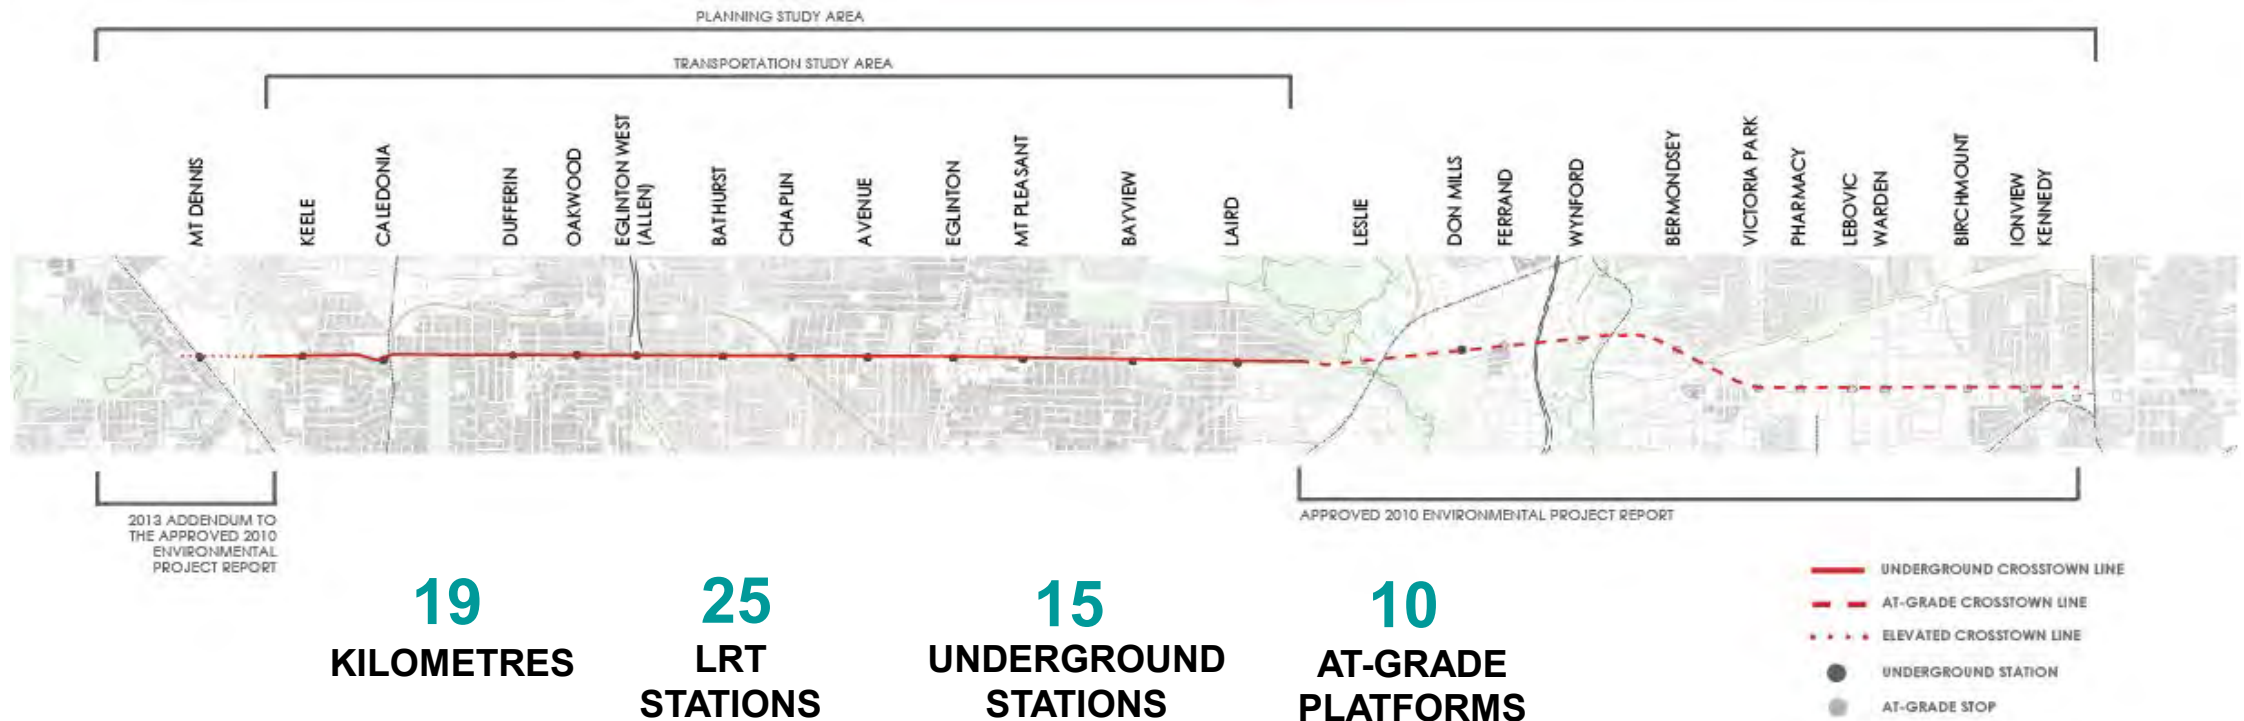 PLANNING STUDY AREA
TRANSPORTATION STUDY AREA
MT DENNIS
KEELE
CALEDONIA
DUFFERIN
OAKWOOD
EGLINTON WEST
(ALLEN)
BATHURST
CHAPLIN
AVENUE
EGLINTON
MT PLEASANT
BAYVIEW
LAIRD
LESLIE
DON MILLS
FERRAND
WYNFORD
BERMONDSEY
VICTORIA PARK
PHARMACY
LEBOVIC
WARDEN
BIRCHMOUNT
IONVIEW
KENNEDY
2013 ADDENDUM TO
THE APPROVED 2010
ENVIRONMENTAL
PROJECT REPORT
APPROVED 2010 ENVIRONMENTAL PROJECT REPORT
19
KILOMETRES
25
LRT
STATIONS
15
UNDERGROUND
STATIONS
10
AT-GRADE
PLATFORMS
UNDERGROUND CROSSTOWN LINE
AT-GRADE CROSSTOWN LINE
ELEVATED CROSSTOWN LINE
UNDERGROUND STATION
AT-GRADE STOP